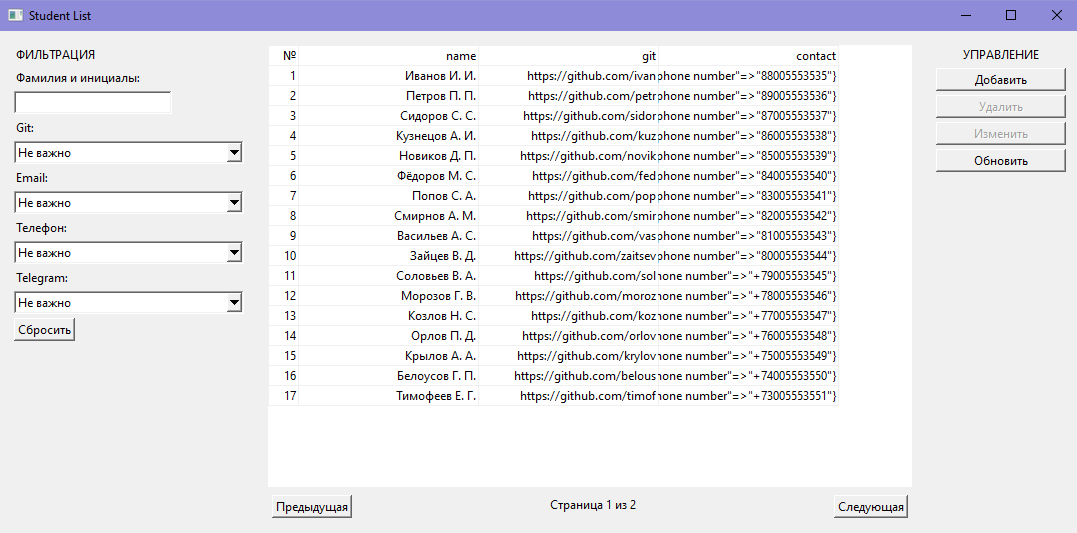 Student List
ФИЛЬТРАЦИЯ
Фамилия и инициалы:
Git:
Не важно
Email:
Не важно
Телефон:
Не важно
Telegram:
Не важно
Сбросить
№ name git contact
1 Иванов И. И. https://github.com/ivan phone number"=>"88005553535"}
2 Петров П. П. https://github.com/petr phone number"=>"89005553536"}
3 Сидоров С. С. https://github.com/sidor phone number"=>"87005553537"}
4 Кузнецов А. И. https://github.com/kuz phone number"=>"86005553538"}
5 Новиков Д. П. https://github.com/novik phone number"=>"85005553539"}
6 Фёдоров М. С. https://github.com/fed phone number"=>"84005553540"}
7 Попов С. А. https://github.com/pop phone number"=>"83005553541"}
8 Смирнов А. М. https://github.com/smir phone number"=>"82005553542"}
9 Васильев А. С. https://github.com/vas phone number"=>"81005553543"}
10 Зайцев В. Д. https://github.com/zaitsev phone number"=>"80005553544"}
11 Соловьев В. А. https://github.com/sol hone number"=>"+79005553545"}
12 Морозов Г. В. https://github.com/moroz hone number"=>"+78005553546"}
13 Козлов Н. С. https://github.com/koz hone number"=>"+77005553547"}
14 Орлов П. Д. https://github.com/orlov hone number"=>"+76005553548"}
15 Крылов А. А. https://github.com/krylov hone number"=>"+75005553549"}
16 Белоусов Г. П. https://github.com/belous hone number"=>"+74005553550"}
17 Тимофеев Е. Г. https://github.com/timof hone number"=>"+73005553551"}
Предыдущая
Страница 1 из 2
Следующая
УПРАВЛЕНИЕ
Добавить
Удалить
Изменить
Обновить